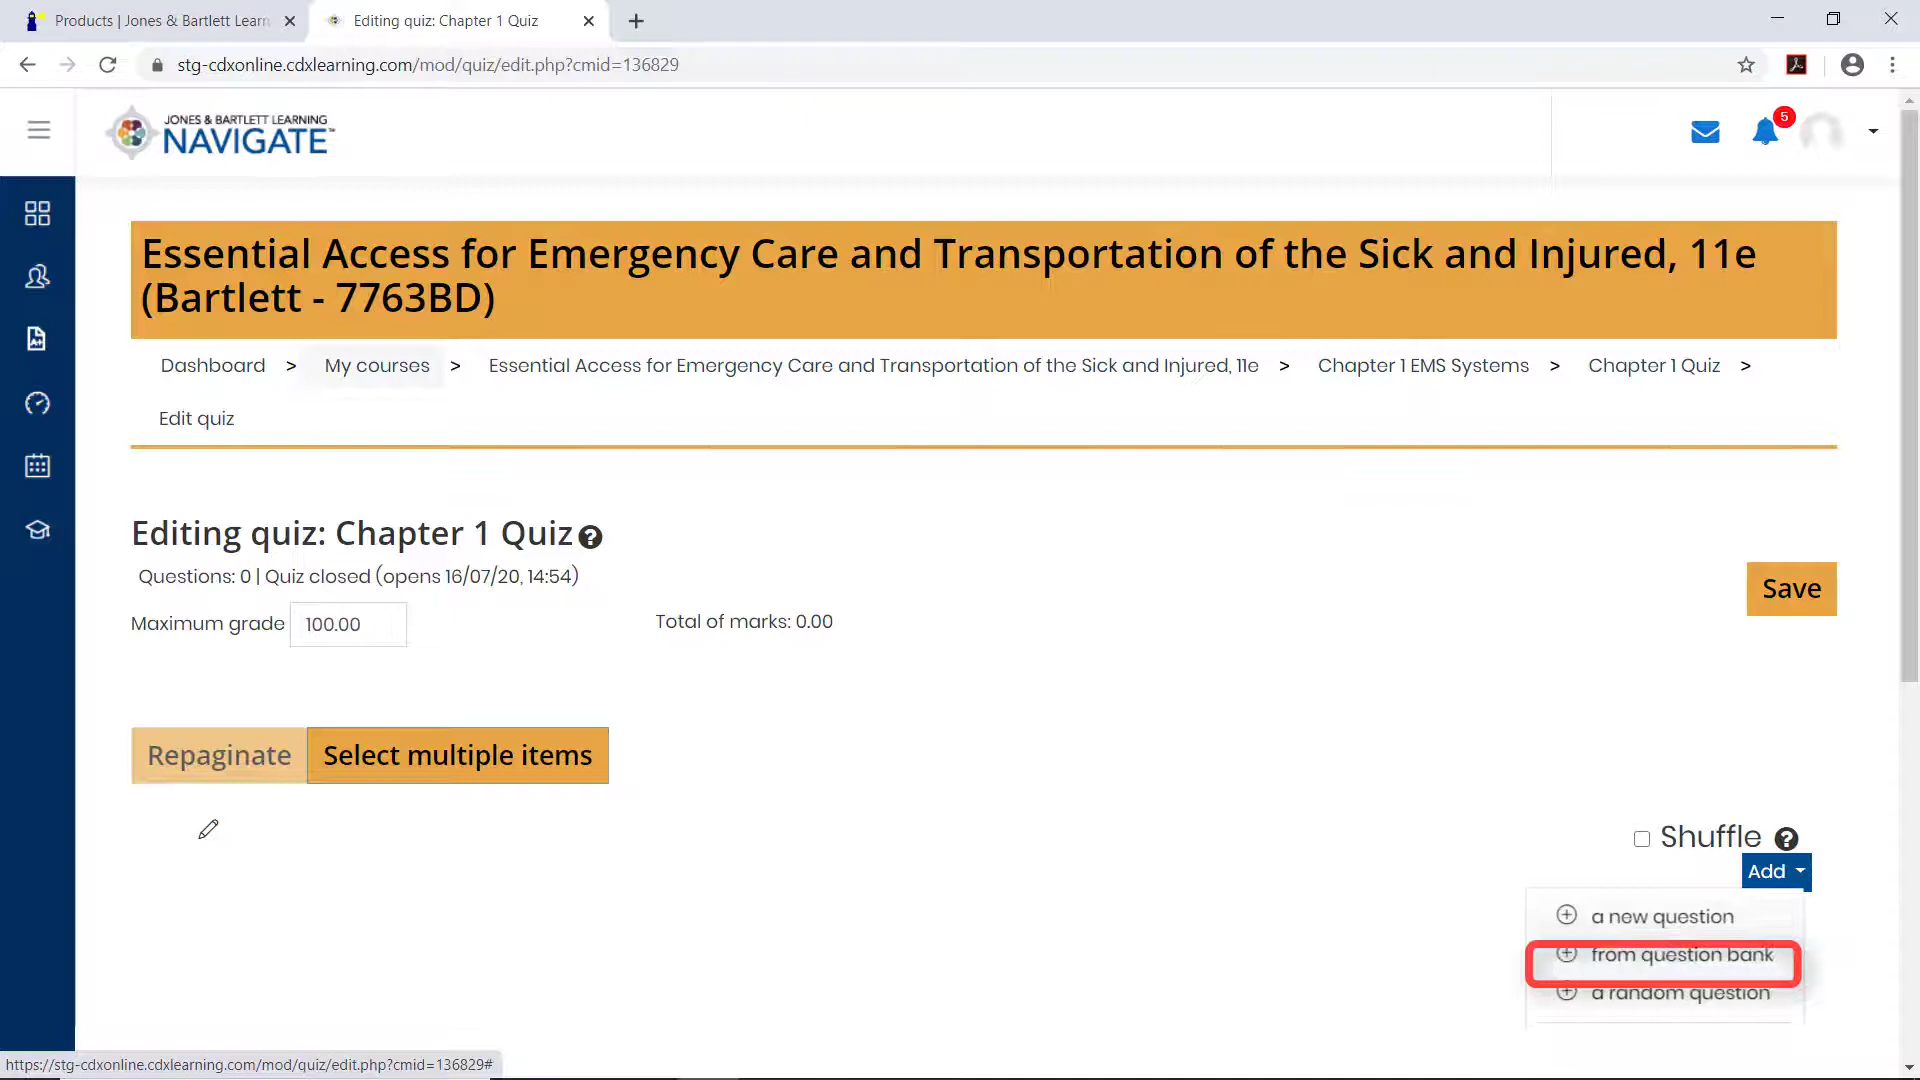 Products | Jones & Bartlett Learn
Editing quiz: Chapter 1 Quiz
stg-cdxonline.cdxlearning.com/mod/quiz/edit.php?cmid=136829
JONES & BARTLETT LEARNING
NAVIGATE™
5
A+
Essential Access for Emergency Care and Transportation of the Sick and Injured, 11e
(Bartlett - 7763BD)
Dashboard > My courses > Essential Access for Emergency Care and Transportation of the Sick and Injured, 11e > Chapter 1 EMS Systems > Chapter 1 Quiz >
Edit quiz
Editing quiz: Chapter 1 Quiz ?
Questions: 0 | Quiz closed (opens 16/07/20, 14:54)
Save
Maximum grade 100.00 Total of marks: 0.00
Repaginate Select multiple items
Shuffle ?
Add
a new question
from question bank
a random question
https://stg-cdxonline.cdxlearning.com/mod/quiz/edit.php?cmid=136829#